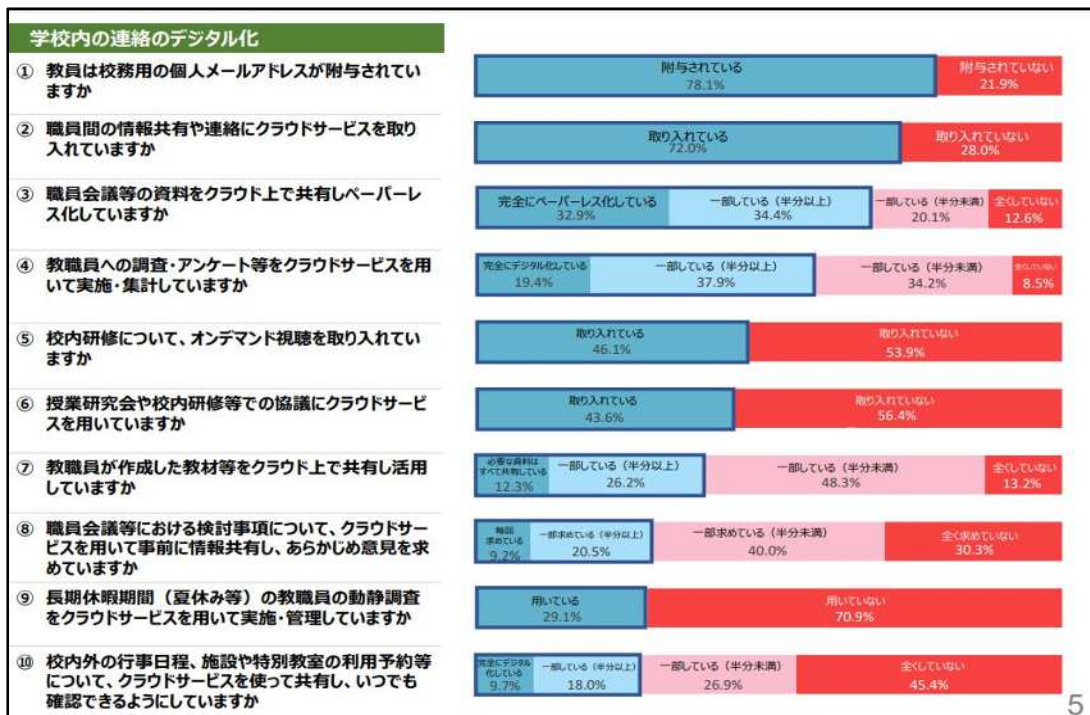 学校内の連絡のデジタル化
① 教員は校務用の個人メールアドレスが附与されてい
ますか
附与されている
78.1%
附与されていない
21.9%
② 職員間の情報共有や連絡にクラウドサービスを取り
入れていますか
取り入れている
72.0%
取り入れていない
28.0%
③ 職員会議等の資料をクラウド上で共有しペーパーレ
ス化していますか
完全にペーパーレス化している
32.9%
一部している（半分以上）
34.4%
一部している（半分未満）
20.1%
全くしていない
12.6%
④ 教職員への調査・アンケート等をクラウドサービスを用
いて実施・集計していますか
完全にデジタル化している
19.4%
一部している（半分以上）
37.9%
一部している（半分未満）
34.2%
全くしていない
8.5%
⑤ 校内研修について、オンデマンド視聴を取り入れてい
ますか
取り入れている
46.1%
取り入れていない
53.9%
⑥ 授業研究会や校内研修等での協議にクラウドサービ
スを用いていますか
取り入れている
43.6%
取り入れていない
56.4%
⑦ 教職員が作成した教材等をクラウド上で共有し活用
していますか
必要な資料は
すべて共有している
12.3%
一部している（半分以上）
26.2%
一部している（半分未満）
48.3%
全くしていない
13.2%
⑧ 職員会議等における検討事項について、クラウドサー
ビスを用いて事前に情報共有し、あらかじめ意見を求
めていますか
毎回
求めている
9.2%
一部求めている（半分以上）
20.5%
一部求めている（半分未満）
40.0%
全く求めていない
30.3%
⑨ 長期休暇期間（夏休み等）の教職員の動静調査
をクラウドサービスを用いて実施・管理していますか
用いている
29.1%
用いていない
70.9%
⑩ 校内外の行事日程、施設や特別教室の利用予約等
について、クラウドサービスを使って共有し、いつでも
確認できるようにしていますか
完全にデジタル
化している
9.7%
一部している（半分以上）
18.0%
一部している（半分未満）
26.9%
全くしていない
45.4%
5